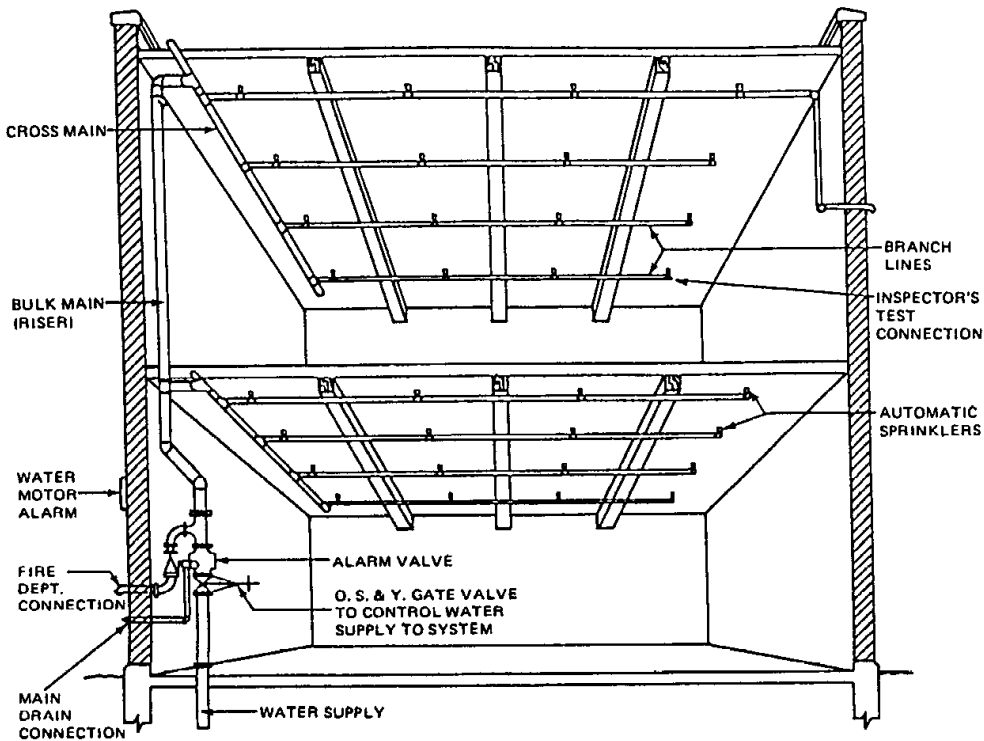 CROSS MAIN
BULK MAIN
(RISER)
WATER
MOTOR
ALARM
FIRE
DEPT.
CONNECTION
MAIN
DRAIN
CONNECTION
WATER SUPPLY
ALARM VALVE
O. S. & Y. GATE VALVE
TO CONTROL WATER
SUPPLY TO SYSTEM
BRANCH
LINES
INSPECTOR'S
TEST
CONNECTION
AUTOMATIC
SPRINKLERS